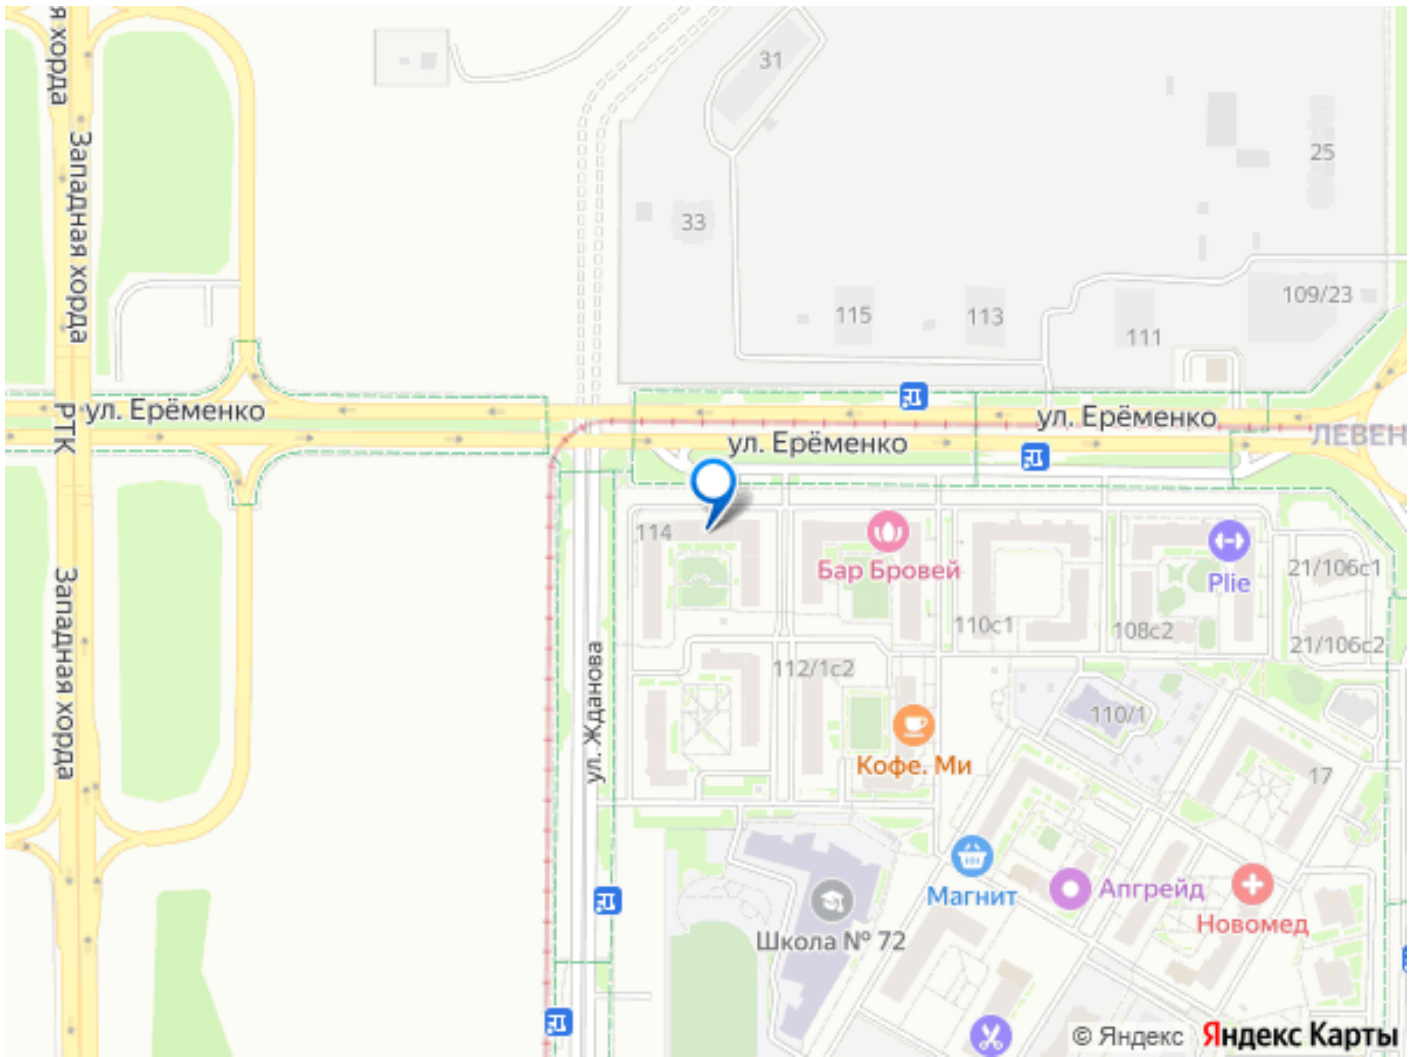 я хорда
Западная хорда
31
25
33
115
113
111
109/23
ул. Ерёменко
ул. Ерёменко
ул. Ерёменко
РТК
ЛЕВЕН
114
Бар Бровей
110с1
108с2
Plie
21/106с1
21/106с2
Западная хорда
ул. Жданова
112/1с2
110/1
Кофе. Ми
17
Магнит
Апгрейд
Новомед
Школа № 72
© Яндекс
Яндекс Карты